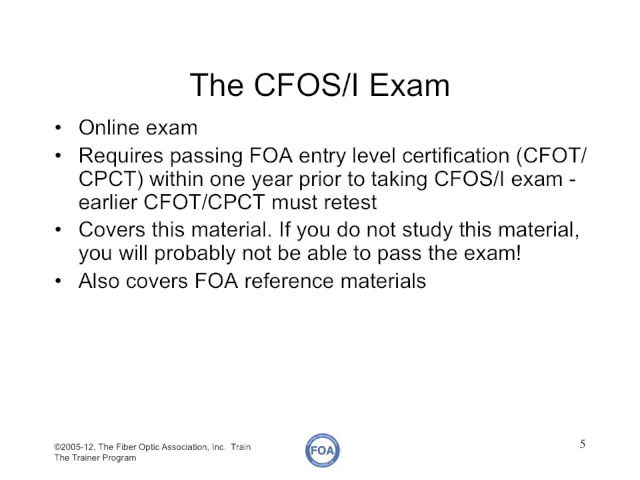 The CFOS/I Exam
• Online exam
• Requires passing FOA entry level certification (CFOT/
CPCT) within one year prior to taking CFOS/I exam -
earlier CFOT/CPCT must retest
• Covers this material. If you do not study this material,
you will probably not be able to pass the exam!
• Also covers FOA reference materials
©2005-12, The Fiber Optic Association, Inc. Train
The Trainer Program
FOA
5